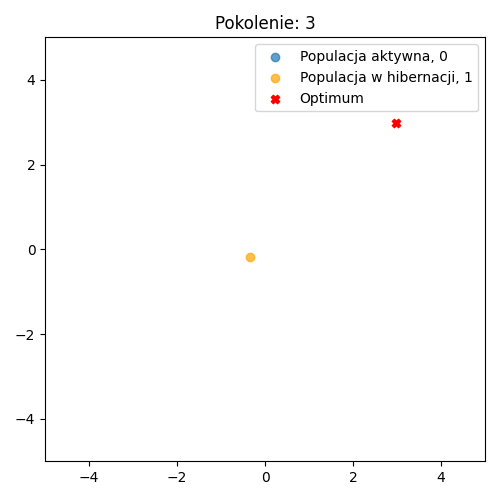 Pokolenie: 3
Populacja aktywna, 0
Populacja w hibernacji, 1
Optimum
4
2
0
−2
−4
−4
−2
0
2
4